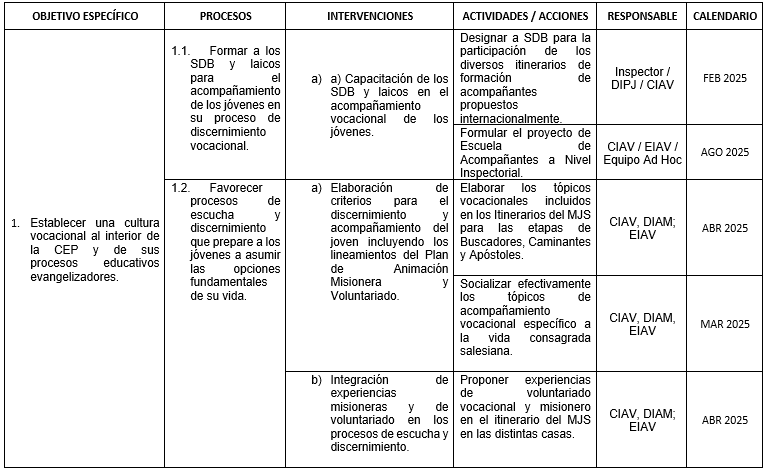 OBJETIVO ESPECÍFICO
PROCESOS
INTERVENCIONES
ACTIVIDADES / ACCIONES
RESPONSABLE
CALENDARIO
1. Establecer una cultura
vocacional al interior de
la CEP y de sus
procesos educativos
evangelizadores.
1.1. Formar a los
SDB y laicos
para el
acompañamiento
de los jóvenes en
su proceso de
discernimiento
vocacional.
a) a) Capacitación de los
SDB y laicos en el
acompañamiento
vocacional de los
jóvenes.
Designar a SDB para la
participación de los
diversos itinerarios de
formación de
acompañantes
propuestos
internacionalmente.
Inspector /
DIPJ / CIAV
FEB 2025
Formular el proyecto de
Escuela de
Acompañantes a Nivel
Inspectorial.
CIAV / EIAV /
Equipo Ad Hoc
AGO 2025
1.2. Favorecer
procesos de
escucha y
discernimiento
que prepare a los
jóvenes a asumir
las opciones
fundamentales
de su vida.
a) Elaboración de
criterios para el
discernimiento y
acompañamiento del
joven incluyendo los
lineamientos del Plan
de Animación
Misionera y
Voluntariado.
Elaborar los tópicos
vocacionales incluidos
en los Itinerarios del MJS
para las etapas de
Buscadores, Caminantes
y Apóstoles.
CIAV, DIAM;
EIAV
ABR 2025
Socializar efectivamente
los tópicos de
acompañamiento
vocacional específico a
la vida consagrada
salesiana.
CIAV, DIAM,
EIAV
MAR 2025
b) Integración de
experiencias
misioneras y de
voluntariado en los
procesos de escucha y
discernimiento.
Proponer experiencias
de voluntariado
vocacional y misionero
en el itinerario del MJS
en las distintas casas.
CIAV, DIAM;
EIAV
ABR 2025